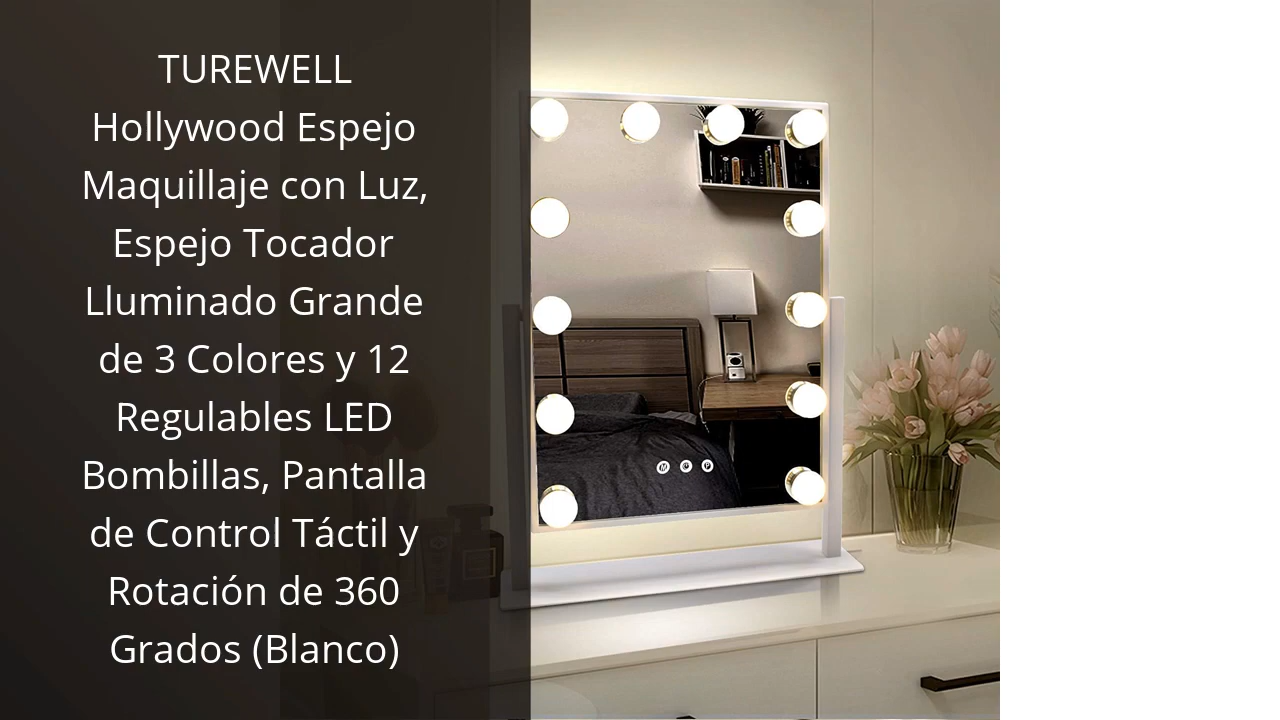 TUREWELL
Hollywood Espejo
Maquillaje con Luz,
Espejo Tocador
Lluminado Grande
de 3 Colores y 12
Regulables LED
Bombillas, Pantalla
de Control Táctil y
Rotación de 360
Grados (Blanco)
M
P